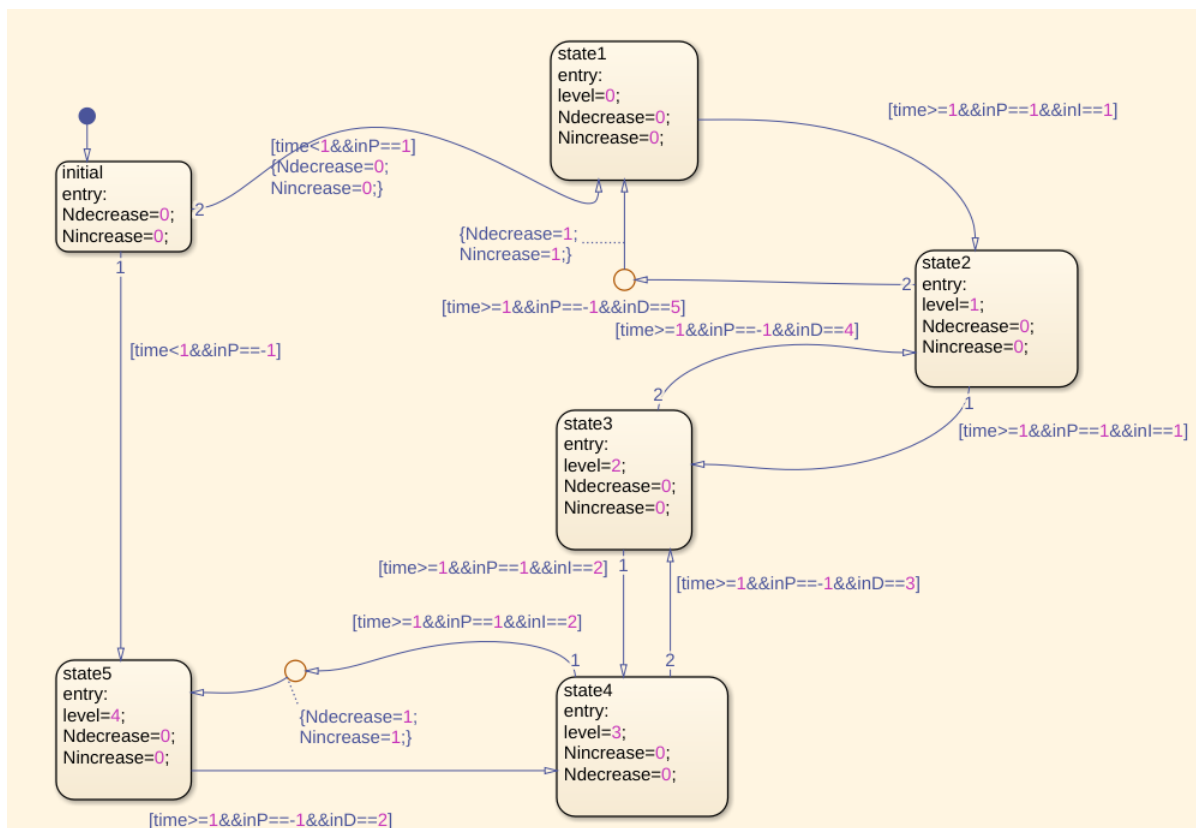 state1
entry:
level=0;
Ndecrease=0;
Nincrease=0;
[time>=1&&inP==1&&inI==1]
[time<1&&inP==1]
{Ndecrease=0;
Nincrease=0;}
initial
entry:
Ndecrease=0;
Nincrease=0;
2
1
{Ndecrease=1;
Nincrease=1;}
state2
entry:
level=1;
Ndecrease=0;
Nincrease=0;
2
1
[time>=1&&inP==-1&&inD==5]
[time>=1&&inP==-1&&inD==4]
[time<1&&inP==-1]
2
state3
entry:
level=2;
Ndecrease=0;
Nincrease=0;
[time>=1&&inP==1&&inI==1]
[time>=1&&inP==1&&inI==2]
1
[time>=1&&inP==-1&&inD==3]
[time>=1&&inP==1&&inI==2]
1
2
state5
entry:
level=4;
Ndecrease=0;
Nincrease=0;
{Ndecrease=1;
Nincrease=1;}
state4
entry:
level=3;
Nincrease=0;
Ndecrease=0;
[time>=1&&inP==-1&&inD==2]